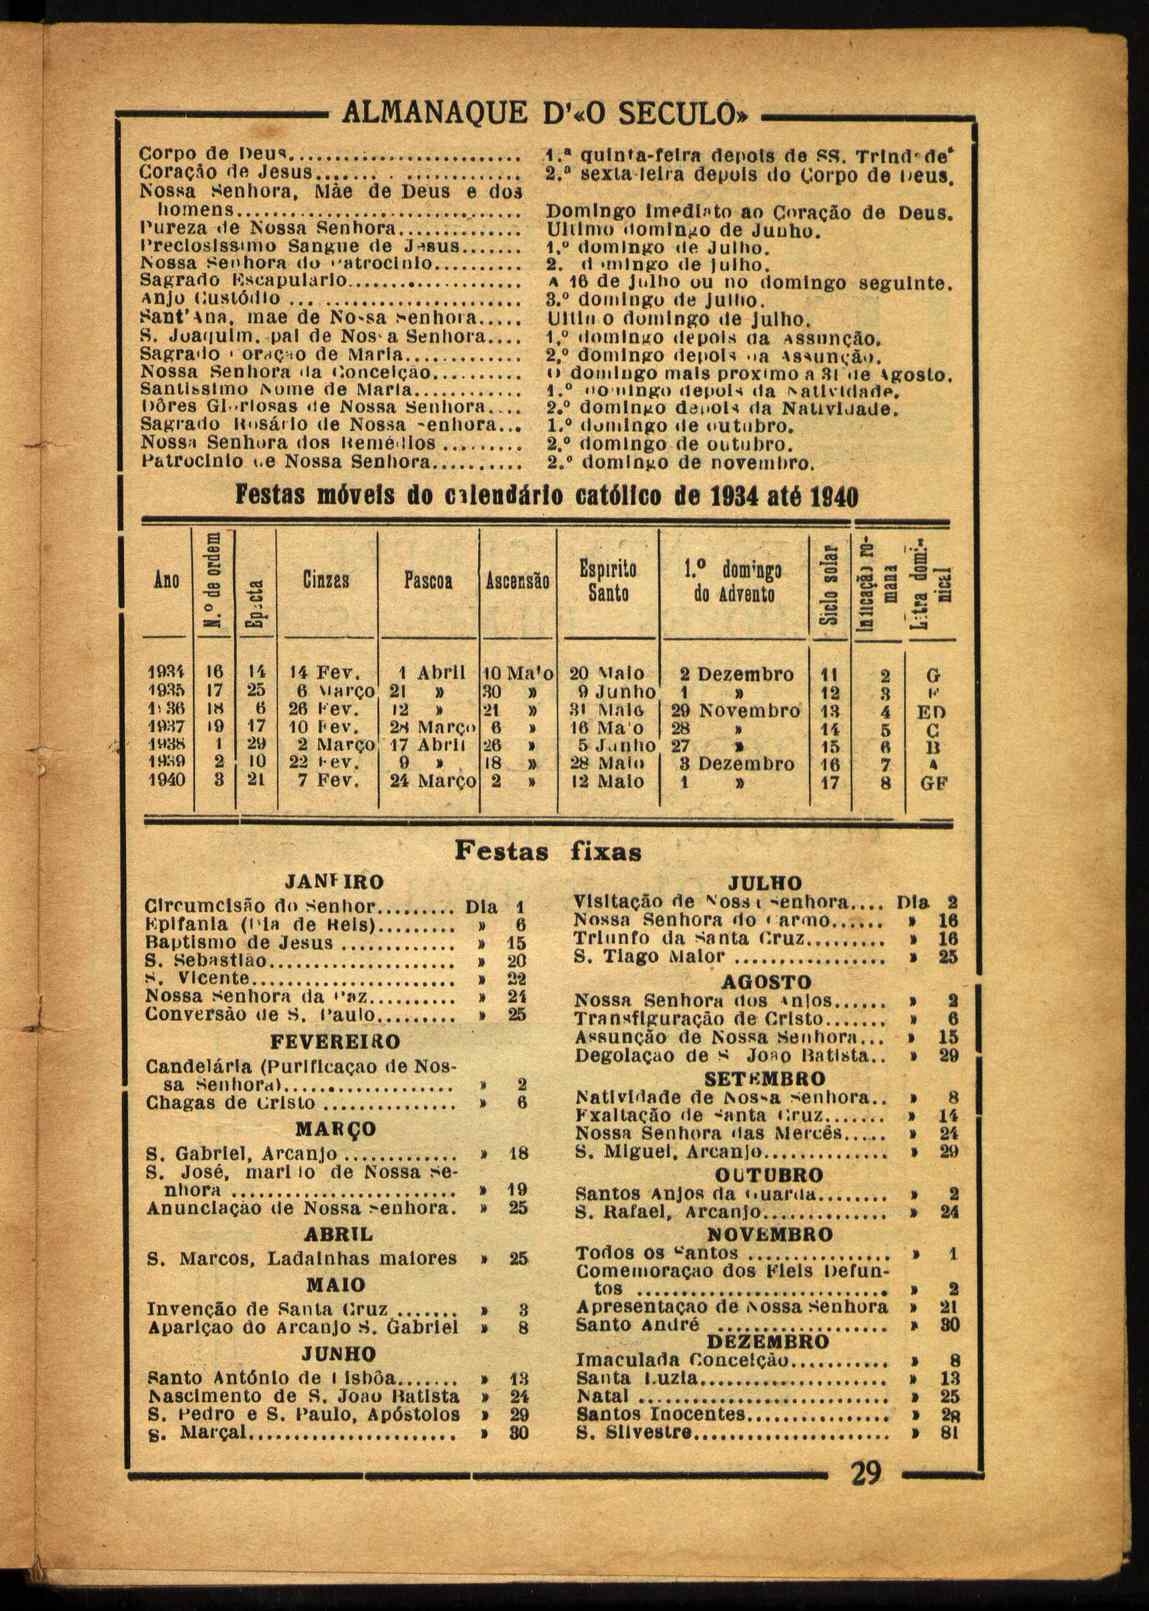 ALMANAQUE D'«O SECULO»
Corpo de Deus.......................... 1.ª quinta-feira depois de SS. Trindade
Coração de Jesus....................... 2.ª sexta-feira depois do Corpo de Deus.
Nossa Senhora, Mãe de Deus e dos
homens................................ Domingo imediato ao Coração de Deus.
Pureza de Nossa Senhora.............. Ultimo domingo de Junho.
Preciosissimo Sangue de Jesus....... 1.º domingo de Julho.
Nossa Senhora do Patrocinio.......... 2. domingo de julho.
Sagrado Escapulario.................... A 16 de Julho ou no domingo seguinte.
Anjo Custódio .......................... 3.º domingo de Julho.
Sant'Ana, mae de Nossa Senhora..... Ultimo domingo de Julho.
S. Joaquim, pai de Nossa Senhora.... 1.º domingo depois da Assunção.
Sagrado Coração de Maria............. 2.º domingo depois da Assunção.
Nossa Senhora da Conceição.......... O domingo mais proximo a 31 de Agosto.
Santissimo Nome de Maria............ 1.º domingo depois da Natividade.
Dôres Gloriosas de Nossa Senhora.... 2.º domingo depois da Natividade.
Sagrado Rosário de Nossa Senhora... 1.º domingo de outubro.
Nossa Senhora dos Remédios ......... 2.º domingo de outubro.
Patrocinio de Nossa Senhora.......... 2.º domingo de novembro.
Festas móveis do calendário católico de 1934 até 1940
Ano N.º de ordem Epacta Cinzas Pascoa Ascensão Espirito Santo 1.º domingo do Advento Siclo solar Indicação romana Letra dominical
1934 16 14 14 Fev. 1 Abril 10 Maio 20 Maio 2 Dezembro 11 2 G
1935 17 25 6 Março 21 » 30 » 9 Junho 1 » 12 3 F
1936 18 6 26 Fev. 12 » 21 » 31 Maio 29 Novembro 13 4 ED
1937 19 17 10 Fev. 28 Março 6 » 16 Maio 28 » 14 5 C
1938 1 29 2 Março 17 Abril 26 » 5 Junho 27 » 15 6 B
1939 2 10 22 Fev. 9 » 18 » 28 Maio 3 Dezembro 16 7 A
1940 3 21 7 Fev. 24 Março 2 » 12 Maio 1 » 17 8 GF
Festas fixas
JANEIRO
Circumcisão do Senhor......... Dia 1
Epifania (Dia de Reis)......... » 6
Baptismo de Jesus ............. » 15
S. Sebastião..................... » 20
S. Vicente....................... » 22
Nossa Senhora da Paz.......... » 24
Conversão de S. Paulo......... » 25
FEVEREIRO
Candelária (Purificaçao de Nos-
sa Senhora)................... » 2
Chagas de Cristo ............... » 6
MARÇO
S. Gabriel, Arcanjo ............. » 18
S. José, marido de Nossa Se-
nhora ......................... » 19
Anunciaçao de Nossa Senhora. » 25
ABRIL
S. Marcos, Ladainhas maiores » 25
MAIO
Invenção de Santa Cruz ....... » 3
Apariçao do Arcanjo S. Gabriel » 8
JUNHO
Santo António de Lisbôa....... » 13
Nascimento de S. Joao Batista » 24
S. Pedro e S. Paulo, Apóstolos » 29
S. Marçal....................... » 30
JULHO
Visitação de Nossa Senhora.... Dia 2
Nossa Senhora do Carmo...... » 16
Triunfo da Santa Cruz......... » 16
S. Tiago Maior ................. » 25
AGOSTO
Nossa Senhora dos Anjos...... » 2
Transfiguração de Cristo....... » 6
Assunção de Nossa Senhora... » 15
Degolaçao de S Joao Batista.. » 29
SETEMBRO
Natividade de Nossa Senhora.. » 8
Exaltação de Santa Cruz....... » 14
Nossa Senhora das Mercês..... » 24
S. Miguel, Arcanjo.............. » 29
OUTUBRO
Santos Anjos da Guarda........ » 2
S. Rafael, Arcanjo.............. » 24
NOVEMBRO
Todos os Santos ................ » 1
Comemoraçao dos Fieis Defun-
tos ............................ » 2
Apresentaçao de Nossa Senhora » 21
Santo André .................... » 30
DEZEMBRO
Imaculada Conceição........... » 8
Santa Luzia..................... » 13
Natal ............................ » 25
Santos Inocentes................ » 28
S. Silvestre...................... » 31
29